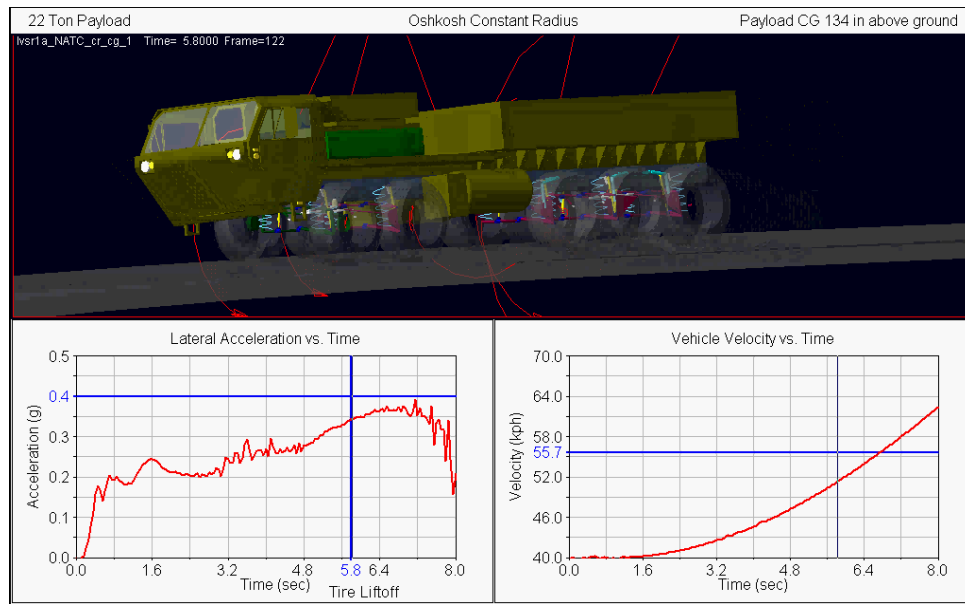 22 Ton Payload Oshkosh Constant Radius Payload CG 134 in above ground
lvsr1a_NATC_cr_cg_1 Time= 5.8000 Frame=122
Lateral Acceleration vs. Time
0.5
0.4
0.3
0.2
0.1
0.0
Acceleration (g)
0.0 1.6 3.2 4.8 5.8 6.4 8.0
Time (sec)
Tire Liftoff
Vehicle Velocity vs. Time
70.0
64.0
58.0
55.7
52.0
46.0
40.0
Velocity (kph)
0.0 1.6 3.2 4.8 6.4 8.0
Time (sec)